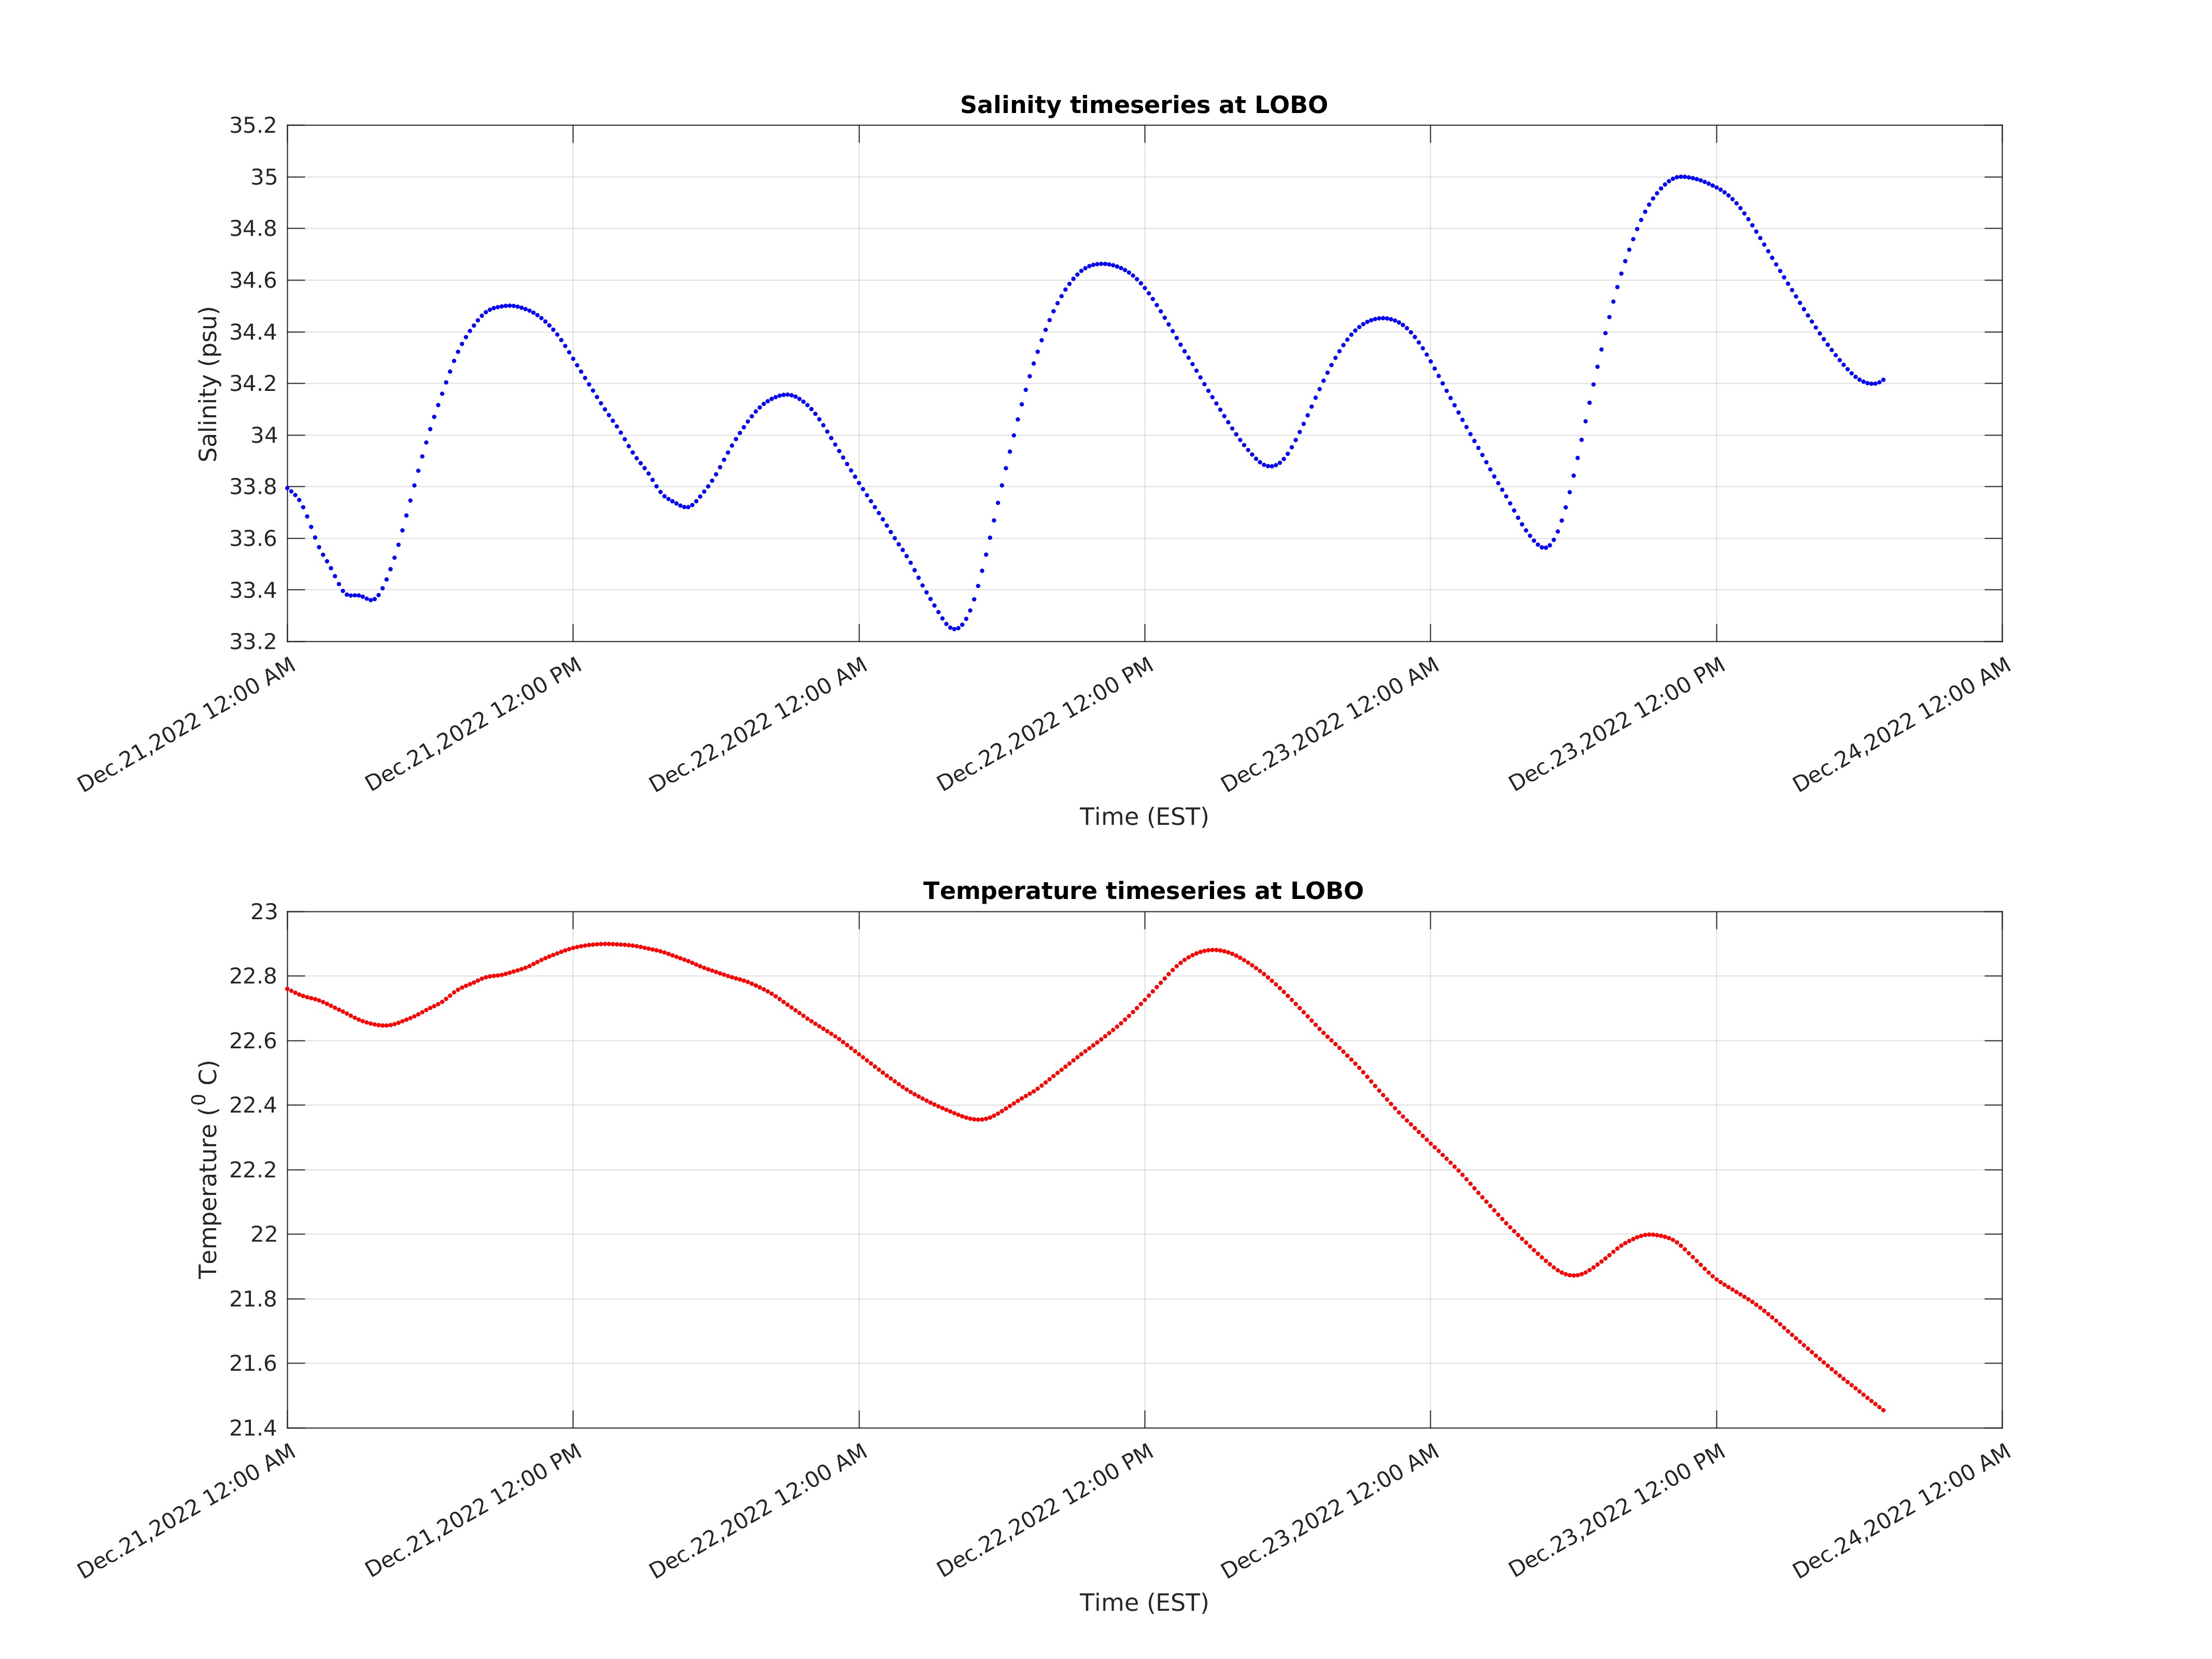 Salinity timeseries at LOBO
Salinity (psu)
35.2
35
34.8
34.6
34.4
34.2
34
33.8
33.6
33.4
33.2
Dec.21,2022 12:00 AM
Dec.21,2022 12:00 PM
Dec.22,2022 12:00 AM
Dec.22,2022 12:00 PM
Dec.23,2022 12:00 AM
Dec.23,2022 12:00 PM
Dec.24,2022 12:00 AM
Time (EST)
Temperature timeseries at LOBO
Temperature (⁰ C)
23
22.8
22.6
22.4
22.2
22
21.8
21.6
21.4
Dec.21,2022 12:00 AM
Dec.21,2022 12:00 PM
Dec.22,2022 12:00 AM
Dec.22,2022 12:00 PM
Dec.23,2022 12:00 AM
Dec.23,2022 12:00 PM
Dec.24,2022 12:00 AM
Time (EST)